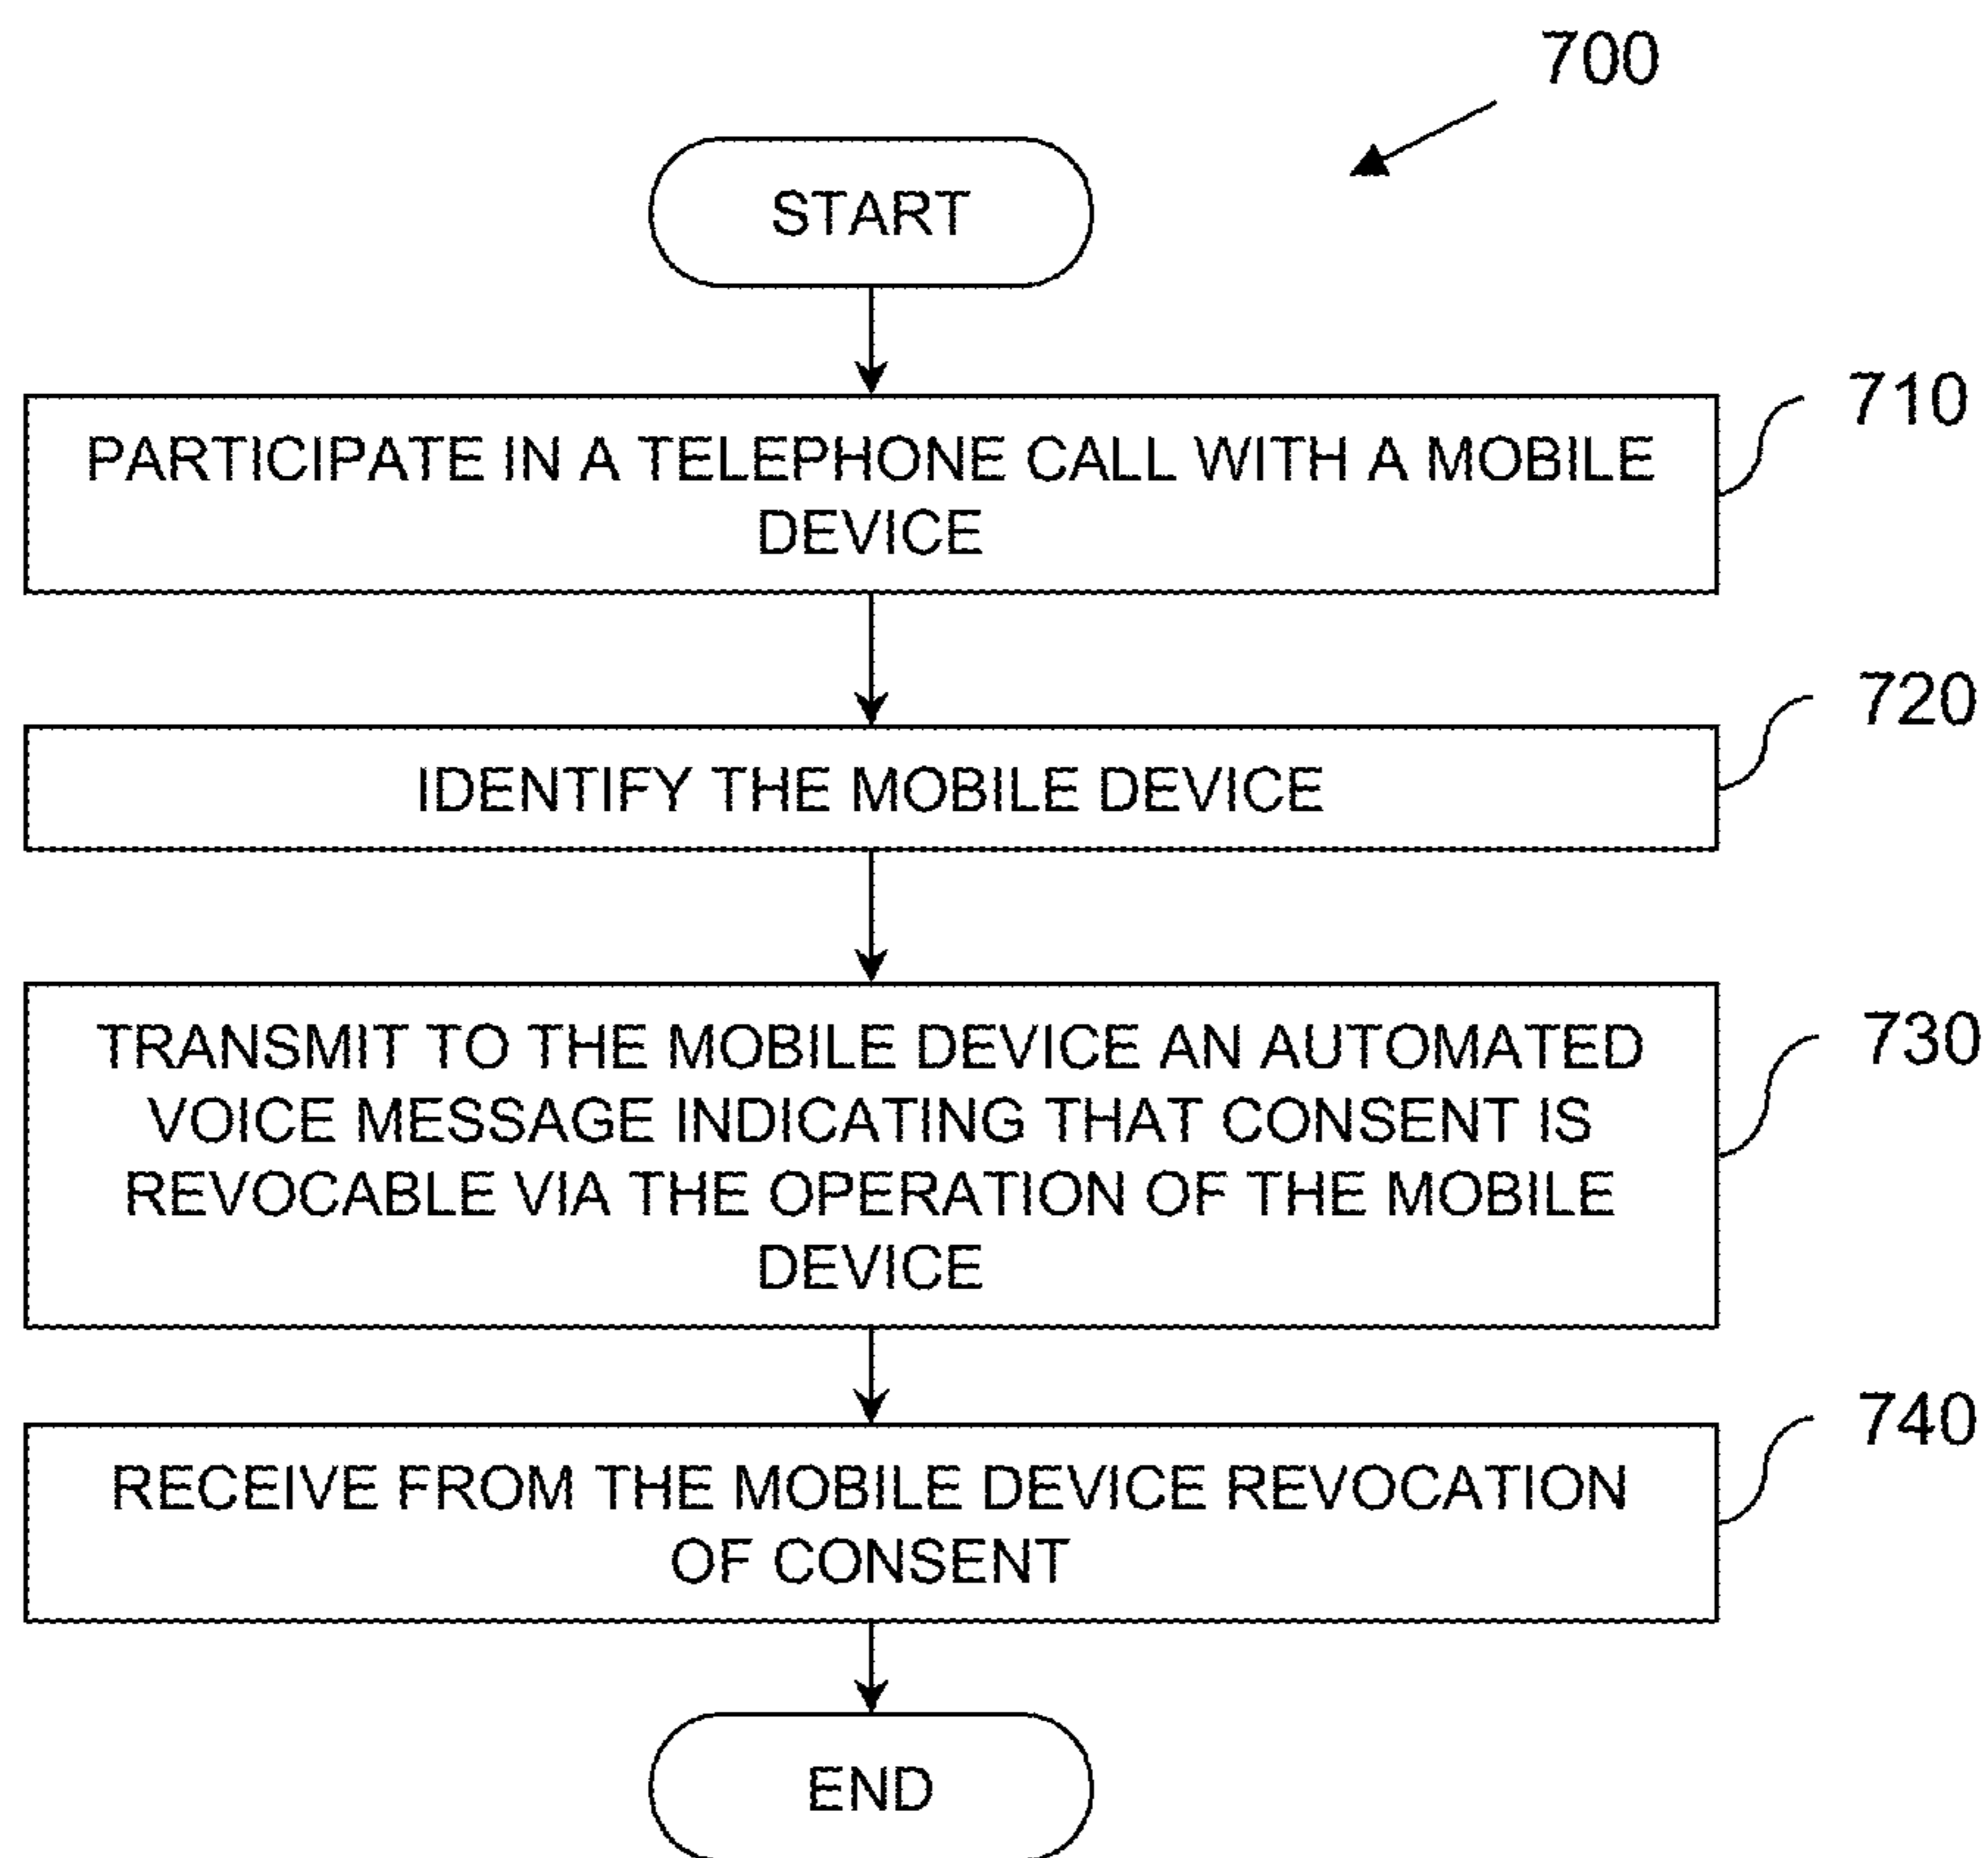 700
START
710
PARTICIPATE IN A TELEPHONE CALL WITH A MOBILE
DEVICE
720
IDENTIFY THE MOBILE DEVICE
730
TRANSMIT TO THE MOBILE DEVICE AN AUTOMATED
VOICE MESSAGE INDICATING THAT CONSENT IS
REVOCABLE VIA THE OPERATION OF THE MOBILE
DEVICE
740
RECEIVE FROM THE MOBILE DEVICE REVOCATION
OF CONSENT
END